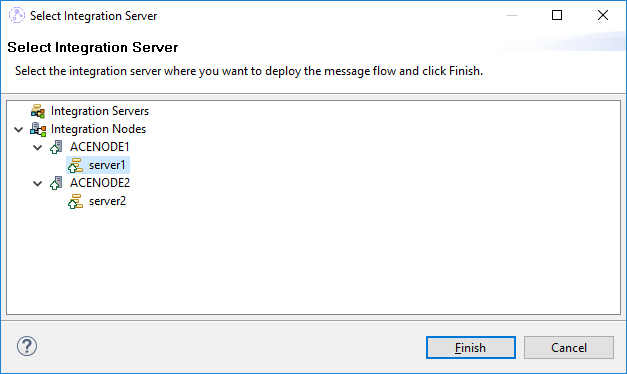 Select Integration Server
Select Integration Server
Select the integration server where you want to deploy the message flow and click Finish.
Integration Servers
Integration Nodes
ACENODE1
server1
ACENODE2
server2
?
Finish
Cancel